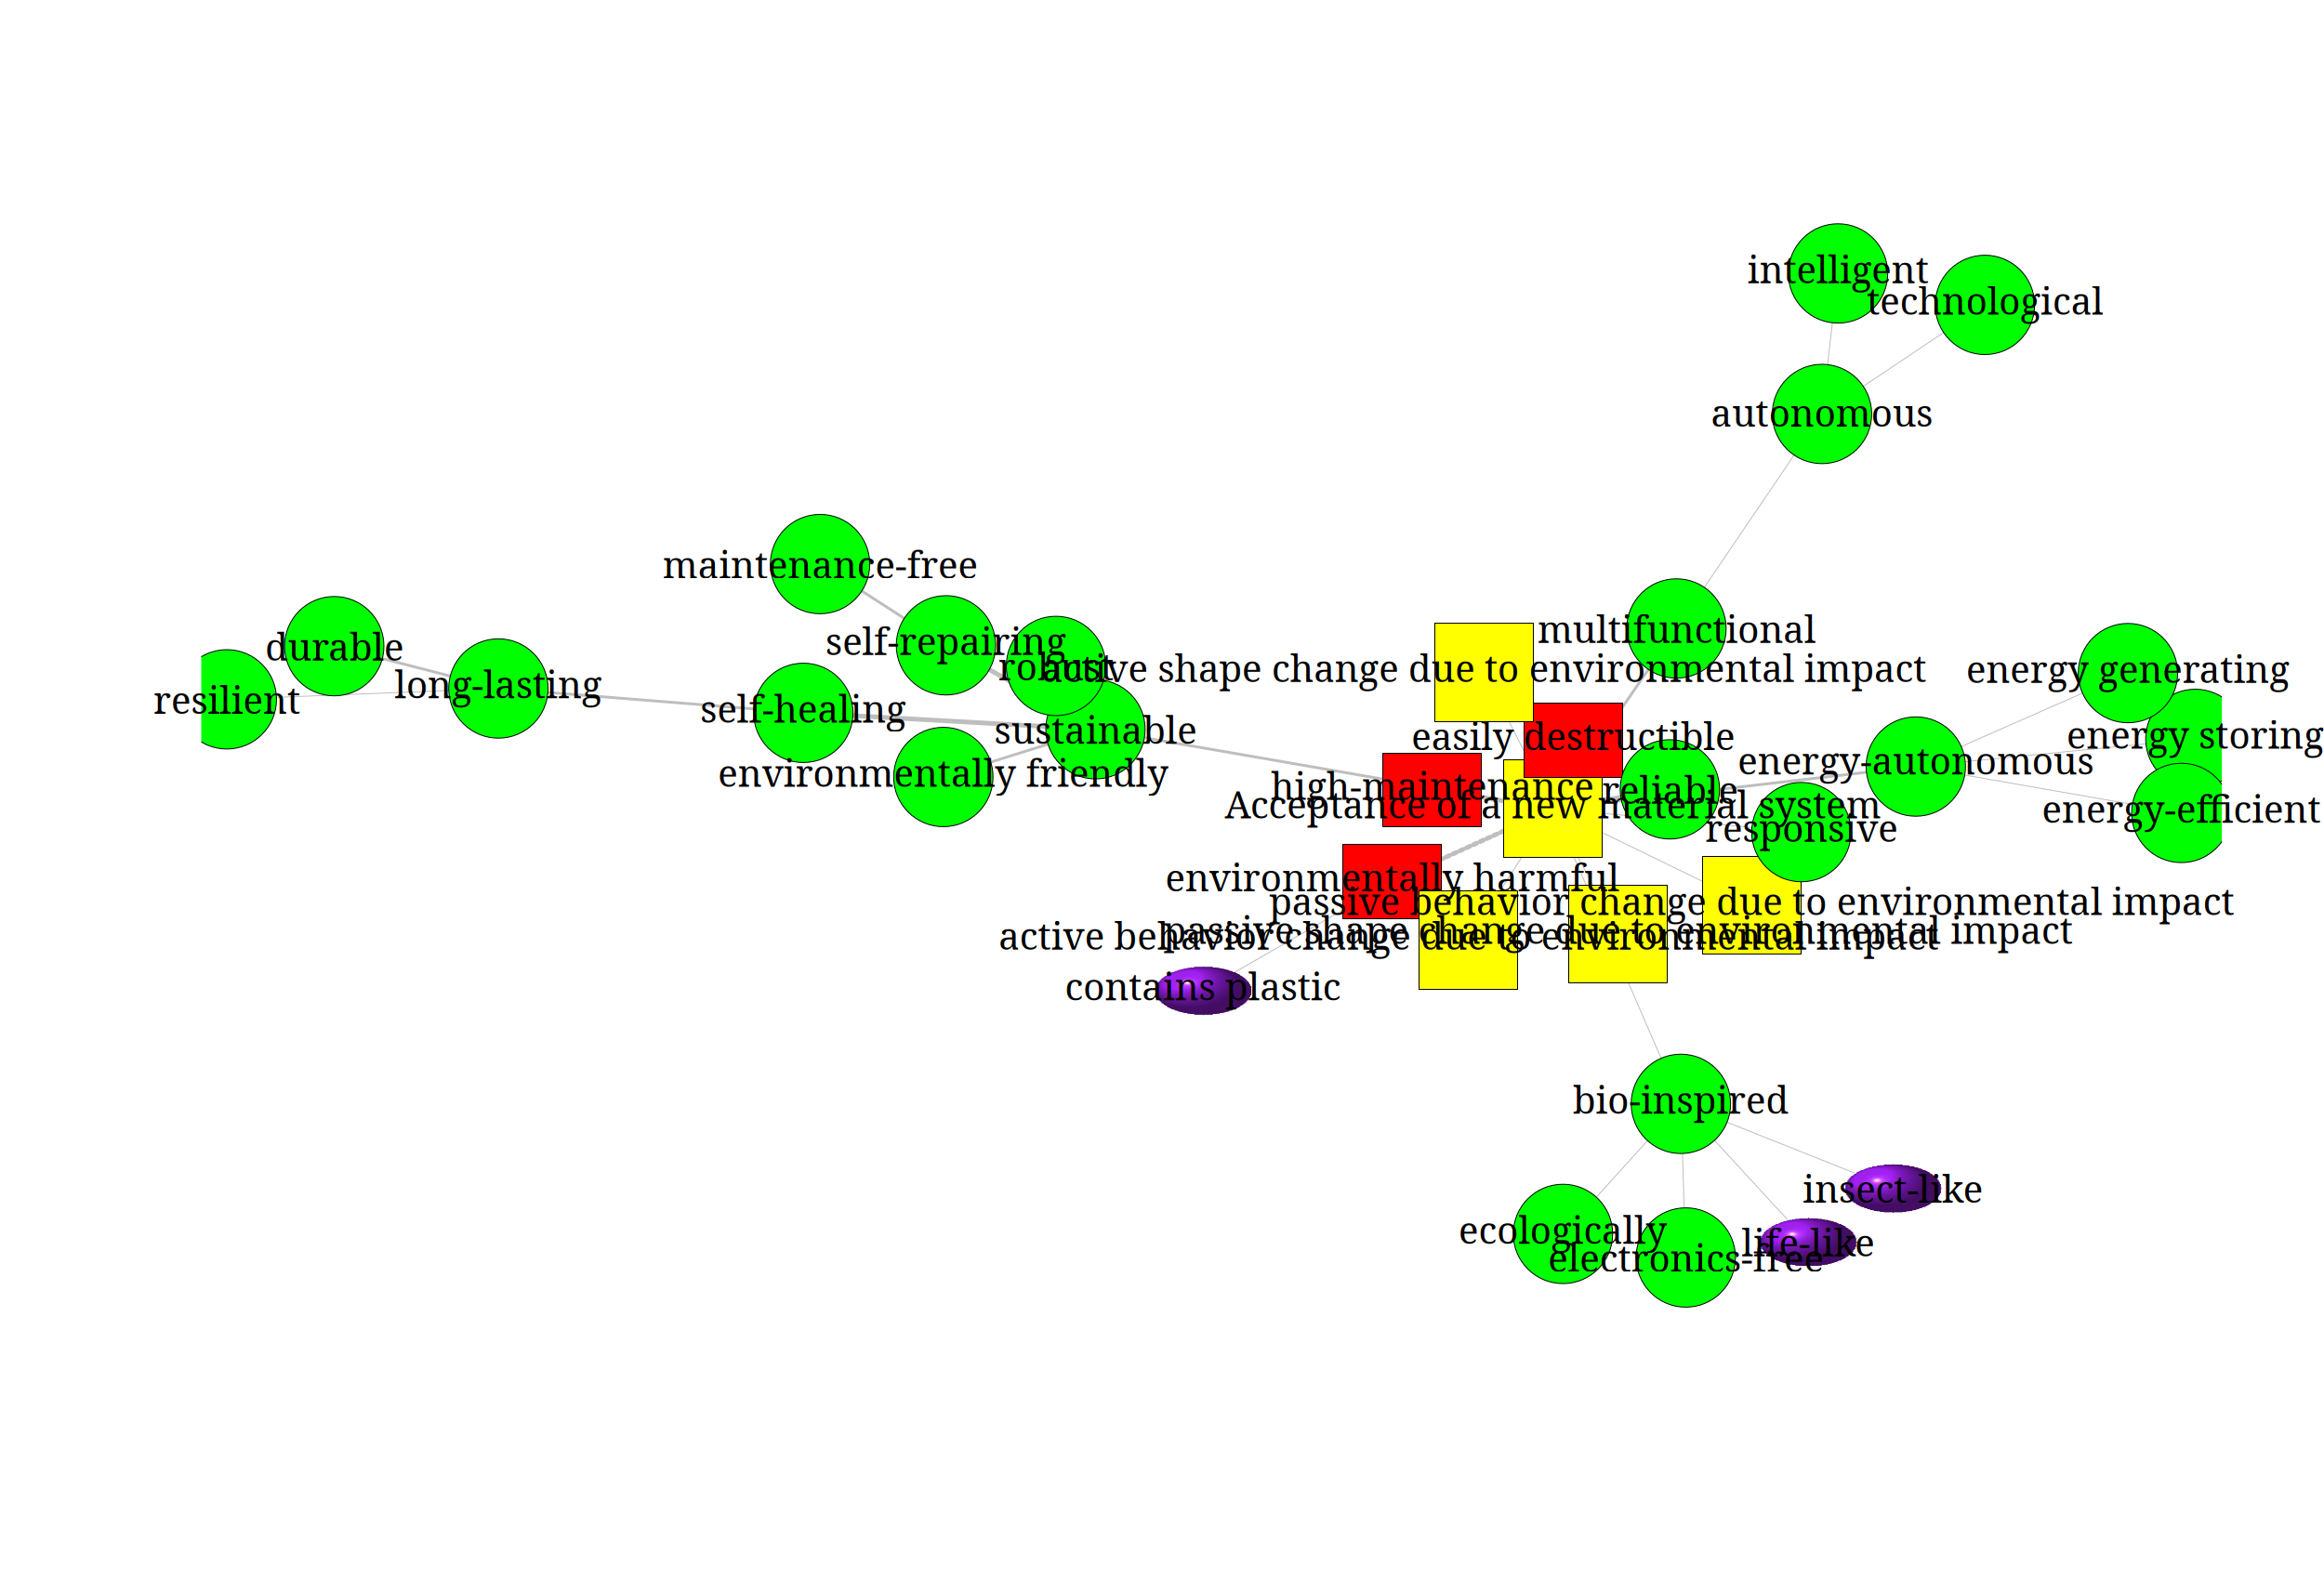 intelligent
technological
autonomous
maintenance-free
multifunctional
self-repairing
durable
robust
active shape change due to environmental impact
energy generating
long-lasting
resilient
self-healing
sustainable
easily destructible
energy storing
energy-autonomous
environmentally friendly
high-maintenance
reliable
Acceptance of a new material system
energy-efficient
responsive
environmentally harmful
passive behavior change due to environmental impact
passive shape change due to environmental impact
active behavior change due to environmental impact
contains plastic
bio-inspired
insect-like
ecologically
life-like
electronics-free